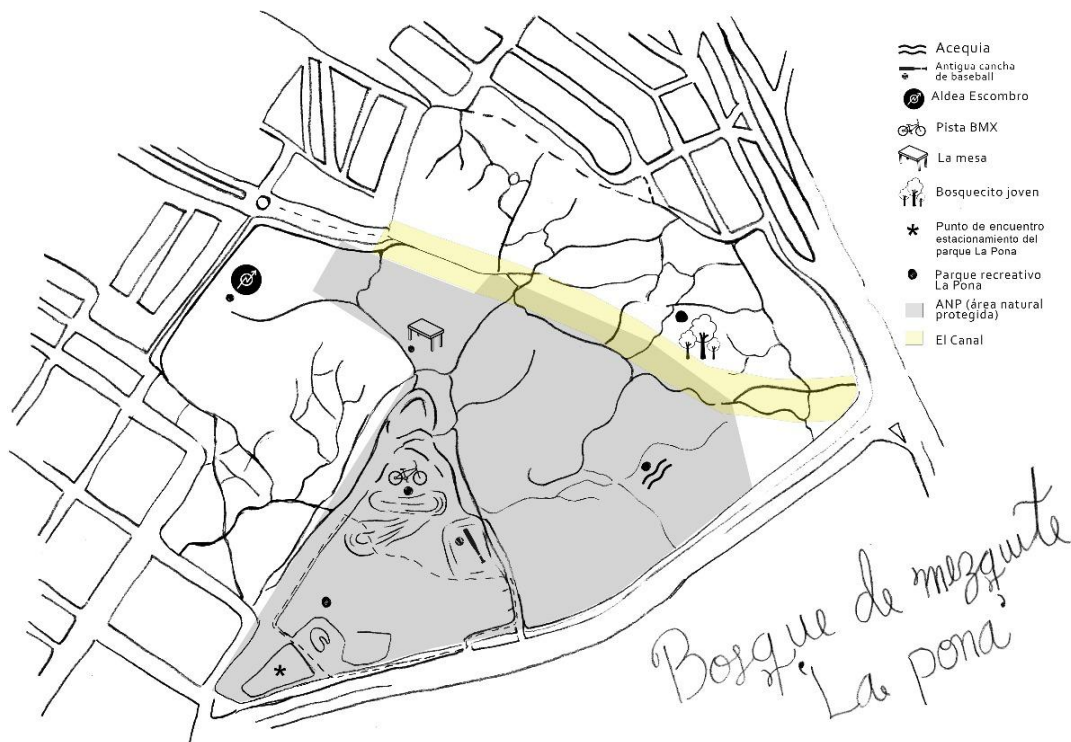 Acequia
Antigua cancha
de baseball
Aldea Escombro
Pista BMX
La mesa
Bosquecito joven
Punto de encuentro
estacionamiento del
parque La Pona
Parque recreativo
La Pona
ANP (área natural
protegida)
El Canal
Bosque de mezquite
"La pona"